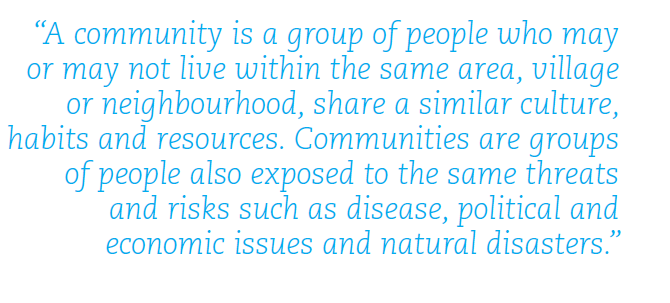 “A community is a group of people who may
or may not live within the same area, village
or neighbourhood, share a similar culture,
habits and resources. Communities are groups
of people also exposed to the same threats
and risks such as disease, political and
economic issues and natural disasters.”